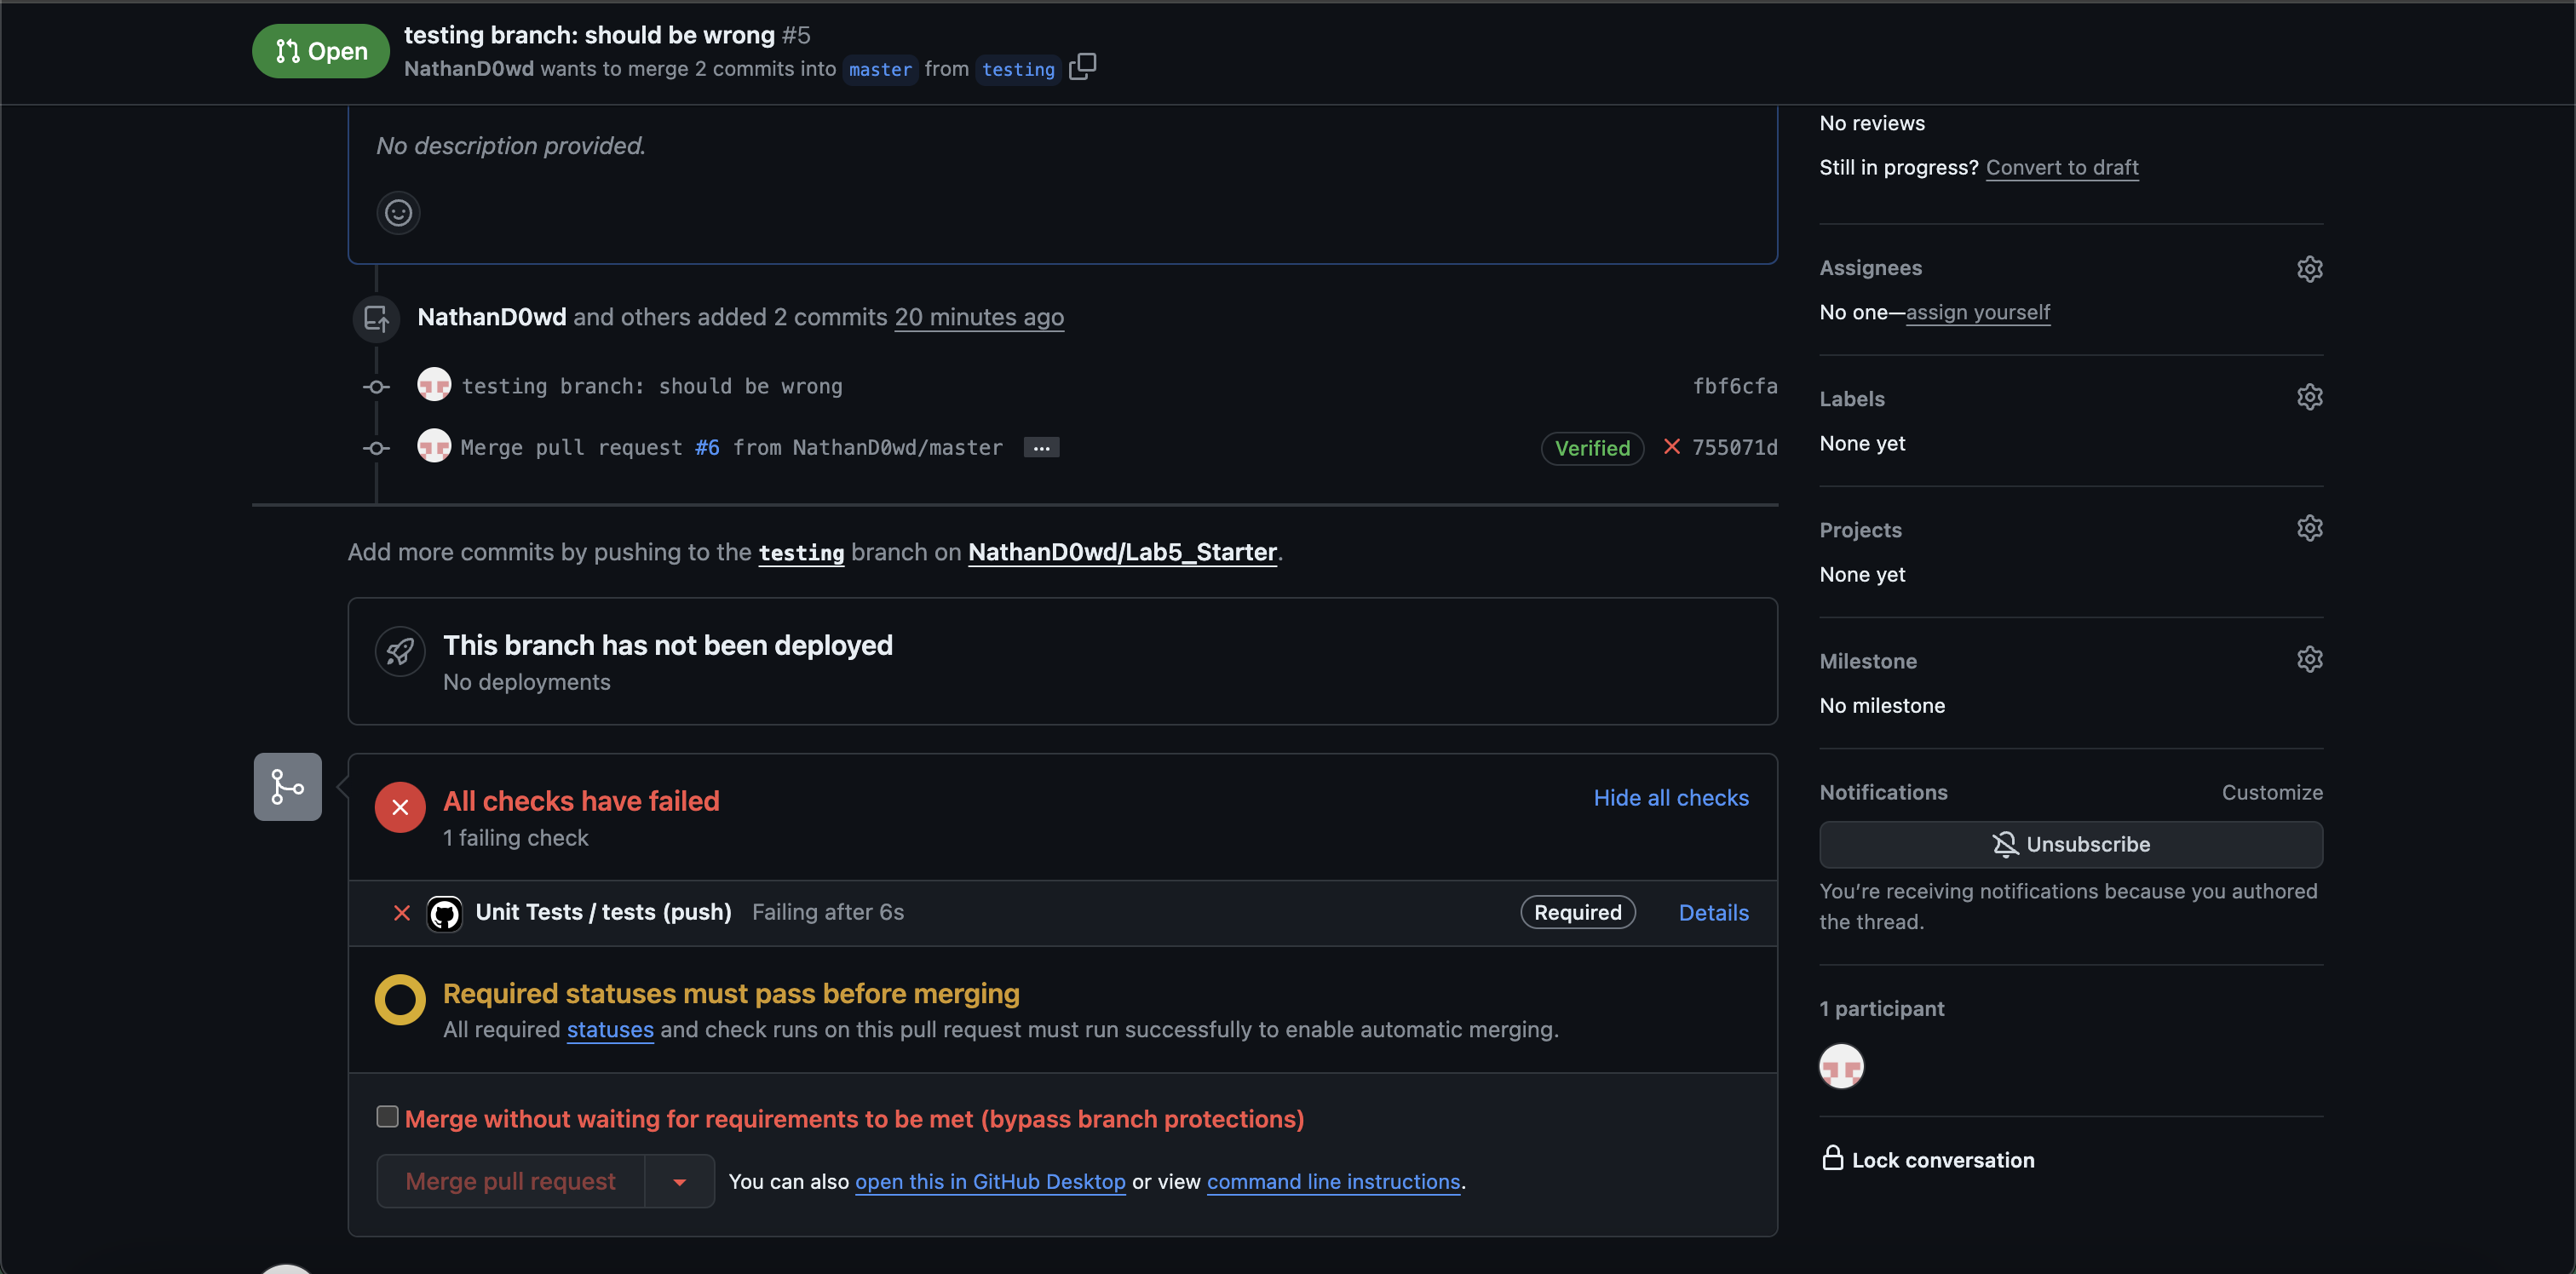 Open
testing branch: should be wrong #5
NathanD0wd wants to merge 2 commits into master from testing
No description provided.
NathanD0wd and others added 2 commits 20 minutes ago
testing branch: should be wrong fbf6cfa
Merge pull request #6 from NathanD0wd/master ... Verified 755071d
Add more commits by pushing to the testing branch on NathanD0wd/Lab5_Starter.
This branch has not been deployed
No deployments
All checks have failed
Hide all checks
1 failing check
Unit Tests / tests (push) Failing after 6s Required Details
Required statuses must pass before merging
All required statuses and check runs on this pull request must run successfully to enable automatic merging.
Merge without waiting for requirements to be met (bypass branch protections)
Merge pull request
You can also open this in GitHub Desktop or view command line instructions.
No reviews
Still in progress? Convert to draft
Assignees
No one—assign yourself
Labels
None yet
Projects
None yet
Milestone
No milestone
Notifications Customize
Unsubscribe
You're receiving notifications because you authored
the thread.
1 participant
Lock conversation